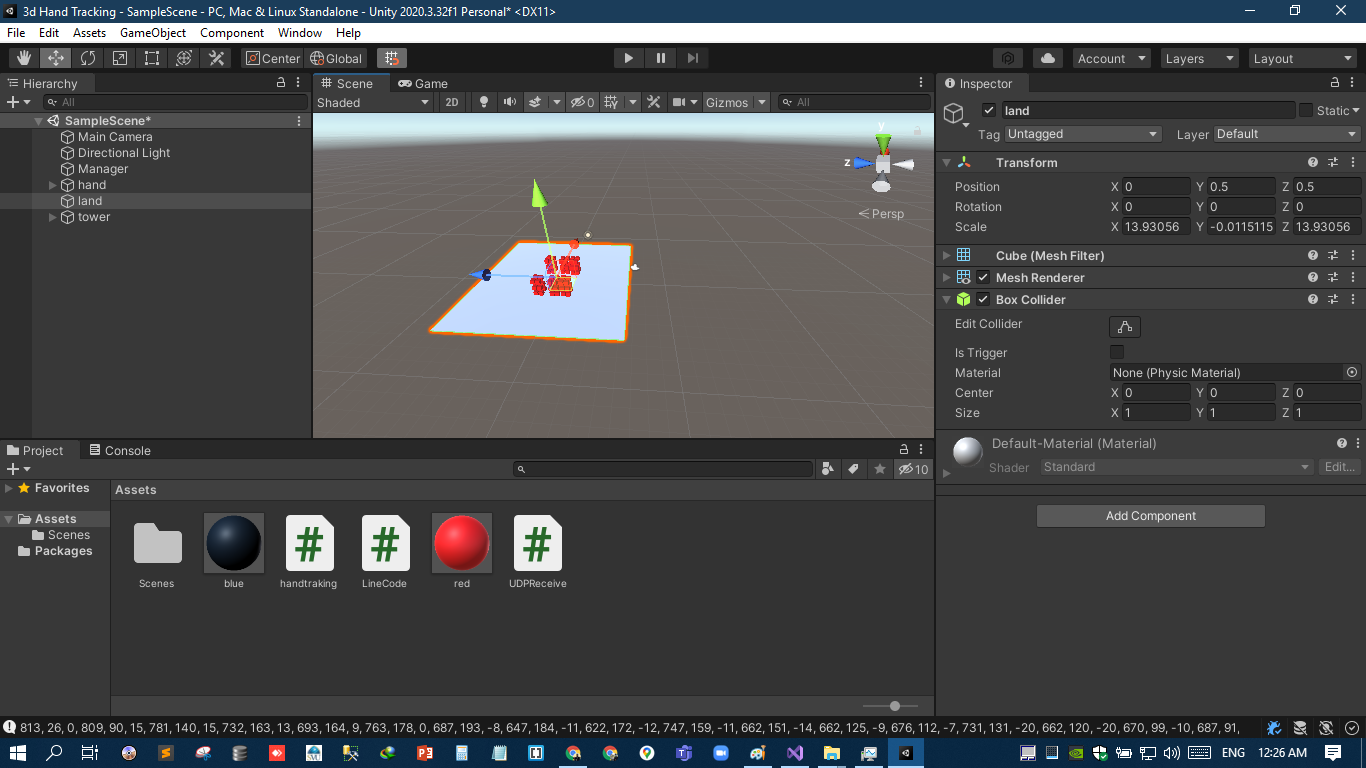 3d Hand Tracking - SampleScene - PC, Mac & Linux Standalone - Unity 2020.3.32f1 Personal* <DX11>
File Edit Assets GameObject Component Window Help
Center Global Account Layers Layout
Hierarchy
All
SampleScene*
Main Camera
Directional Light
Manager
hand
land
tower
Scene Game
Shaded 2D 0 Gizmos All
y
z
Persp
Inspector
land Static
Tag Untagged Layer Default
Transform
Position X 0 Y 0.5 Z 0.5
Rotation X 0 Y 0 Z 0
Scale X 13.93056 Y -0.0115115 Z 13.93056
Cube (Mesh Filter)
Mesh Renderer
Box Collider
Edit Collider
Is Trigger
Material None (Physic Material)
Center X 0 Y 0 Z 0
Size X 1 Y 1 Z 1
Default-Material (Material)
Shader Standard Edit...
Add Component
Project Console
10
Favorites
Assets
Scenes
Packages
Assets
Scenes blue handtraking LineCode red UDPReceive
813, 26, 0, 809, 90, 15, 781, 140, 15, 732, 163, 13, 693, 164, 9, 763, 178, 0, 687, 193, -8, 647, 184, -11, 622, 172, -12, 747, 159, -11, 662, 151, -14, 662, 125, -9, 676, 112, -7, 731, 131, -20, 662, 120, -20, 670, 99, -10, 687, 91,
ENG 12:26 AM